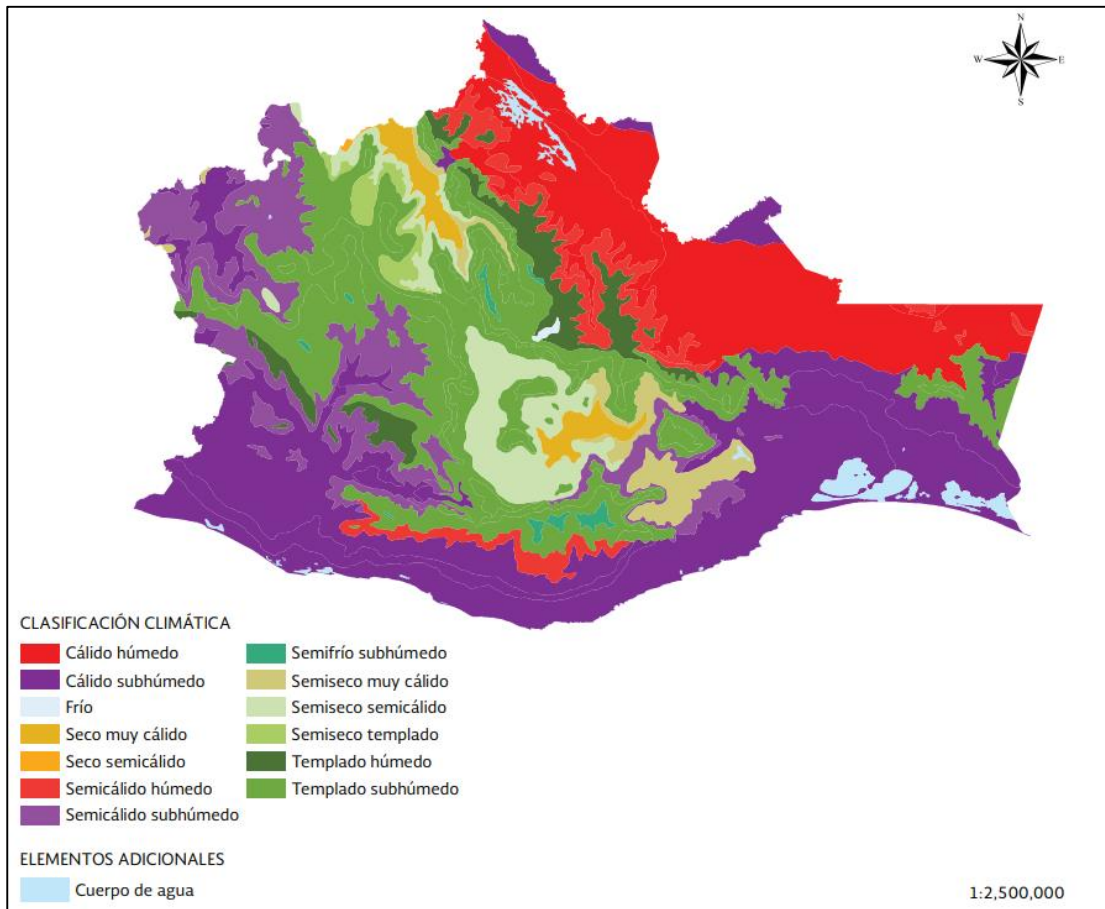 N
W E
S
CLASIFICACIÓN CLIMÁTICA
Cálido húmedo
Cálido subhúmedo
Frío
Seco muy cálido
Seco semicálido
Semicálido húmedo
Semicálido subhúmedo
Semifrío subhúmedo
Semiseco muy cálido
Semiseco semicálido
Semiseco templado
Templado húmedo
Templado subhúmedo
ELEMENTOS ADICIONALES
Cuerpo de agua
1:2,500,000